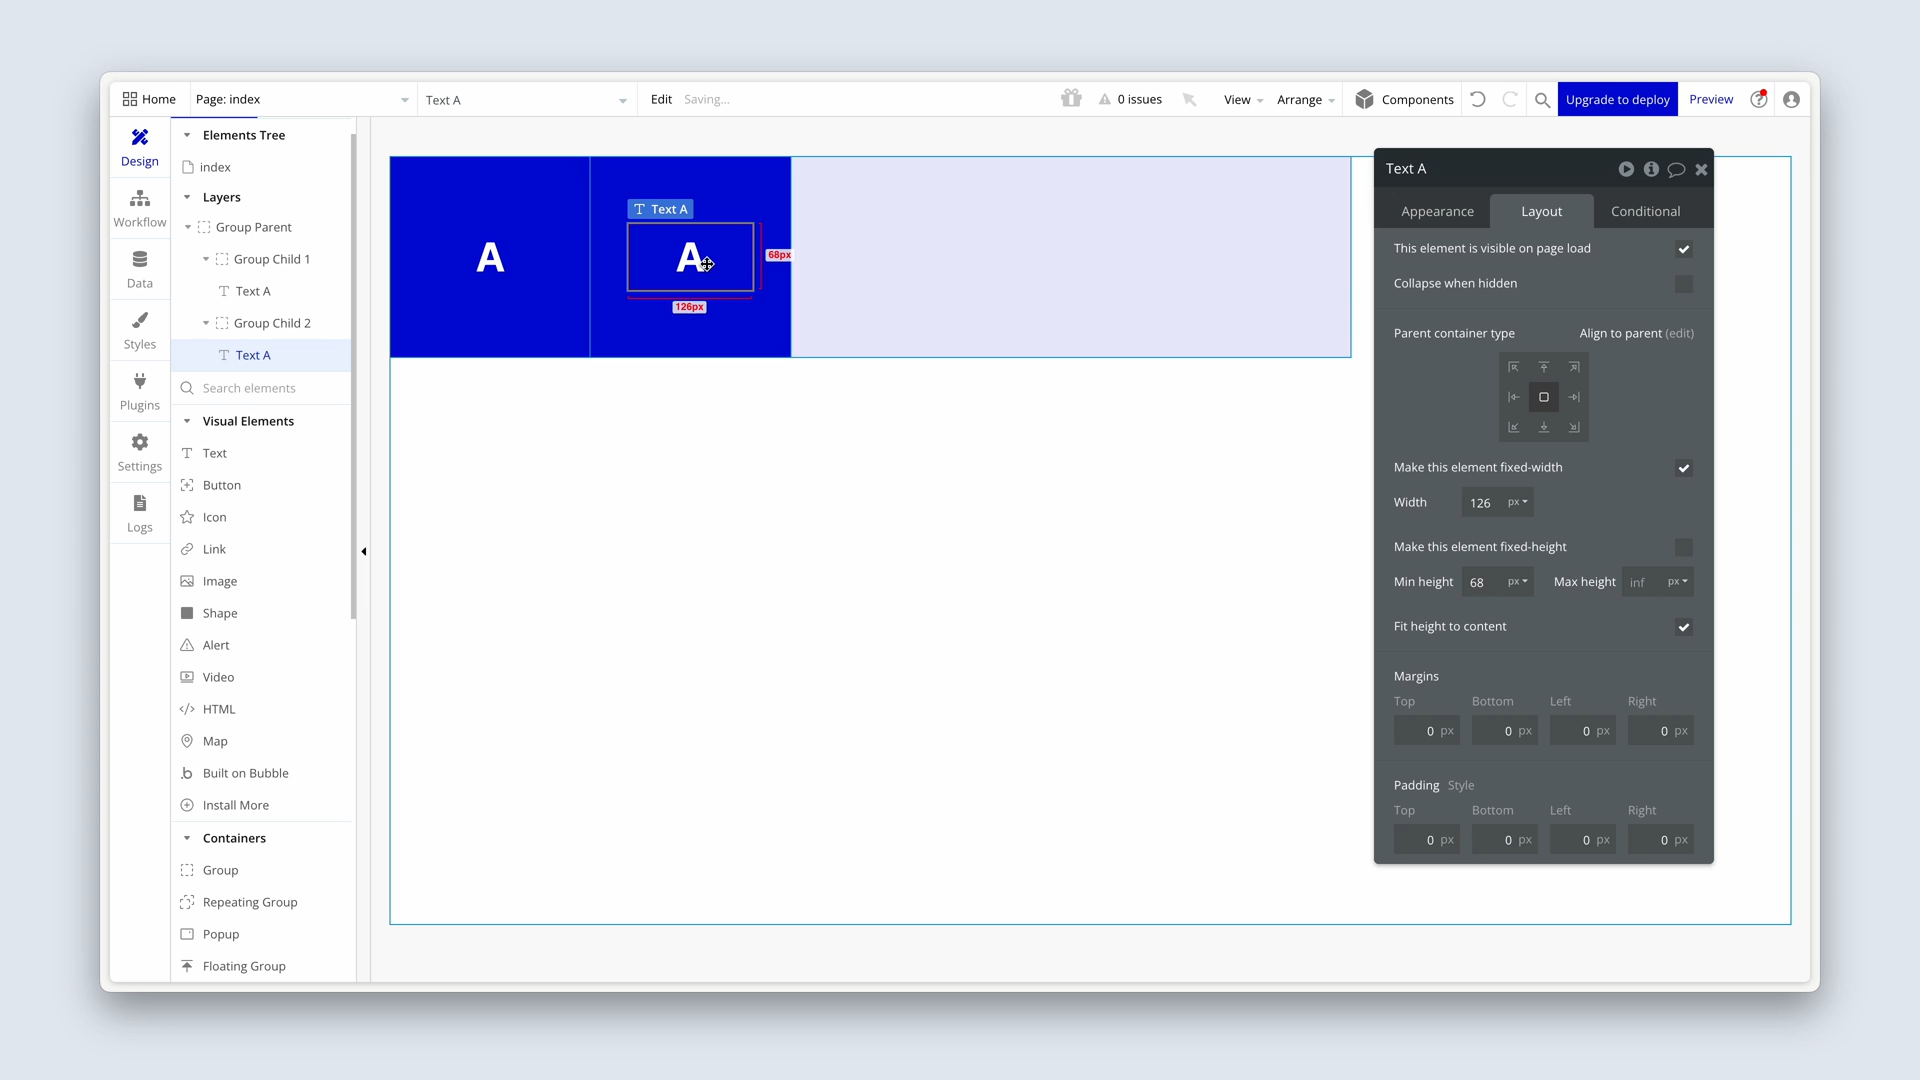 Home
Page: index
Text A
Edit
Saving...
0 issues
View
Arrange
Components
Upgrade to deploy
Preview
Design
Workflow
Data
Styles
Plugins
Settings
Logs
Elements Tree
index
Layers
Group Parent
Group Child 1
Text A
Group Child 2
Text A
Search elements
Visual Elements
Text
Button
Icon
Link
Image
Shape
Alert
Video
HTML
Map
Built on Bubble
Install More
Containers
Group
Repeating Group
Popup
Floating Group
A
Text A
A
68px
126px
Text A
Appearance
Layout
Conditional
This element is visible on page load
Collapse when hidden
Parent container type
Align to parent (edit)
Make this element fixed-width
Width 126 px
Make this element fixed-height
Min height 68 px Max height inf px
Fit height to content
Margins
Top Bottom Left Right
0 px 0 px 0 px 0 px
Padding Style
Top Bottom Left Right
0 px 0 px 0 px 0 px